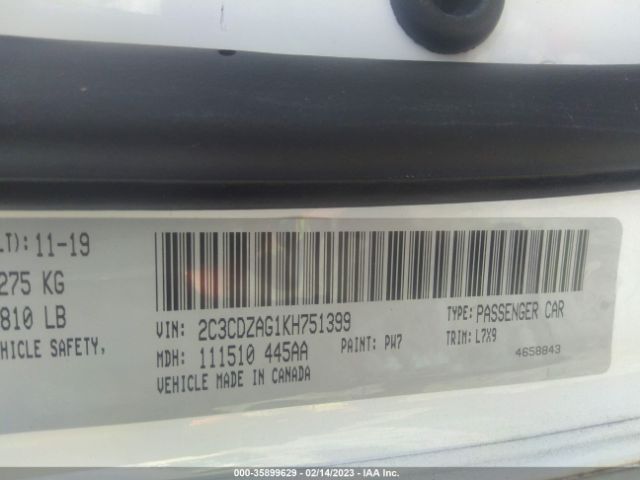 LT): 11-19
275 KG
810 LB
HICLE SAFETY,
VIN: 2C3CDZAG1KH751399
TYPE: PASSENGER CAR
MDH: 111510 445AA
PAINT: PW7
TRIM: L7X9
VEHICLE MADE IN CANADA
4658843
000-35899629 - 02/14/2023 - IAA Inc.